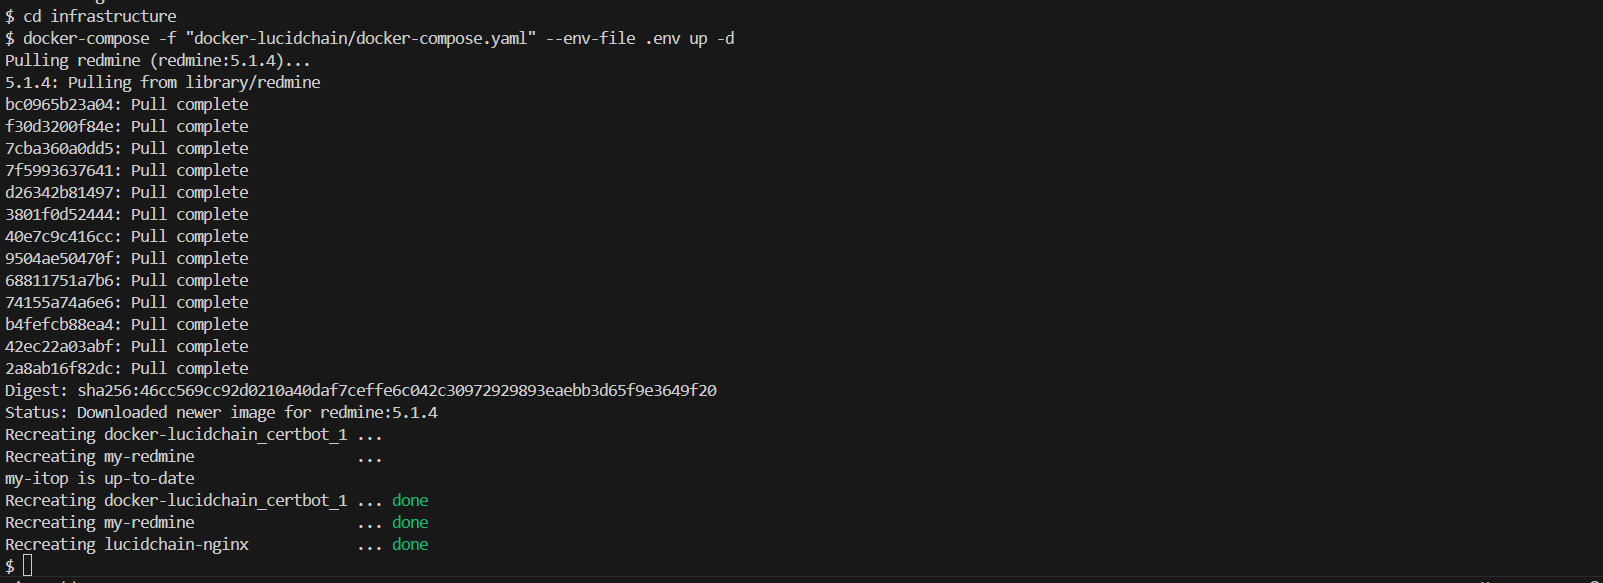 $ cd infrastructure
$ docker-compose -f "docker-lucidchain/docker-compose.yaml" --env-file .env up -d
Pulling redmine (redmine:5.1.4)...
5.1.4: Pulling from library/redmine
bc0965b23a04: Pull complete
f30d3200f84e: Pull complete
7cba360a0dd5: Pull complete
7f5993637641: Pull complete
d26342b81497: Pull complete
3801f0d52444: Pull complete
40e7c9c416cc: Pull complete
9504ae50470f: Pull complete
68811751a7b6: Pull complete
74155a74a6e6: Pull complete
b4fefcb88ea4: Pull complete
42ec22a03abf: Pull complete
2a8ab16f82dc: Pull complete
Digest: sha256:46cc569cc92d0210a40daf7ceffe6c042c30972929893eaebb3d65f9e3649f20
Status: Downloaded newer image for redmine:5.1.4
Recreating docker-lucidchain_certbot_1 ...
Recreating my-redmine                  ...
my-itop is up-to-date
Recreating docker-lucidchain_certbot_1 ... done
Recreating my-redmine                  ... done
Recreating lucidchain-nginx            ... done
$